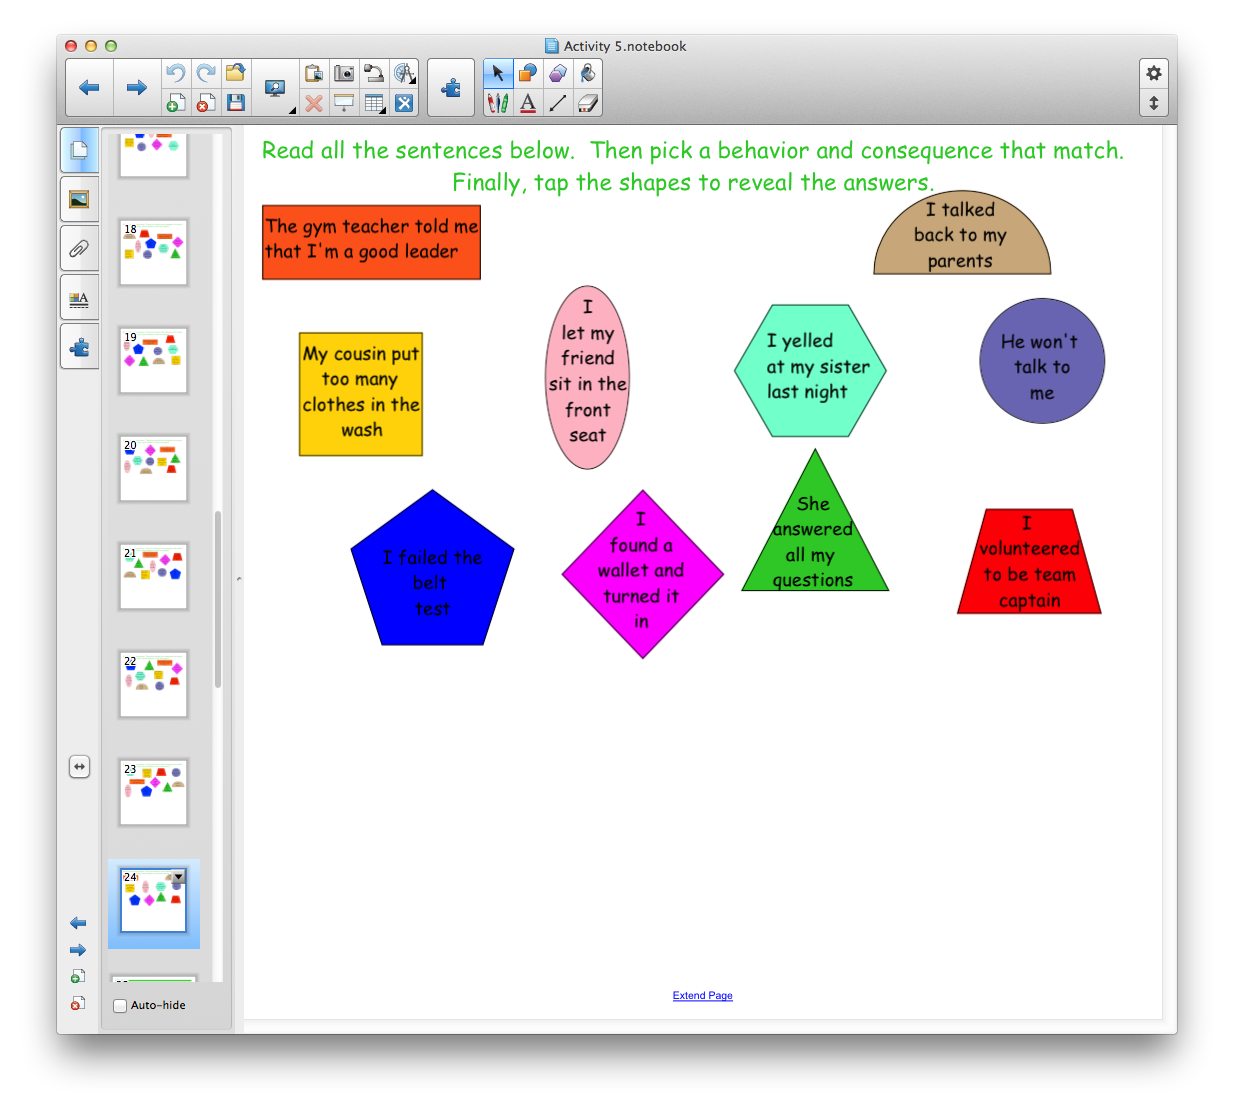 Activity 5.notebook
Read all the sentences below.  Then pick a behavior and consequence that match.
Finally, tap the shapes to reveal the answers.
The gym teacher told me
that I'm a good leader
I talked
back to my
parents
My cousin put
too many
clothes in the
wash
I
let my
friend
sit in the
front
seat
I yelled
at my sister
last night
He won't
talk to
me
I failed the
belt
test
I
found a
wallet and
turned it
in
She
answered
all my
questions
I
volunteered
to be team
captain
18
19
20
21
22
23
24
Auto-hide
Extend Page